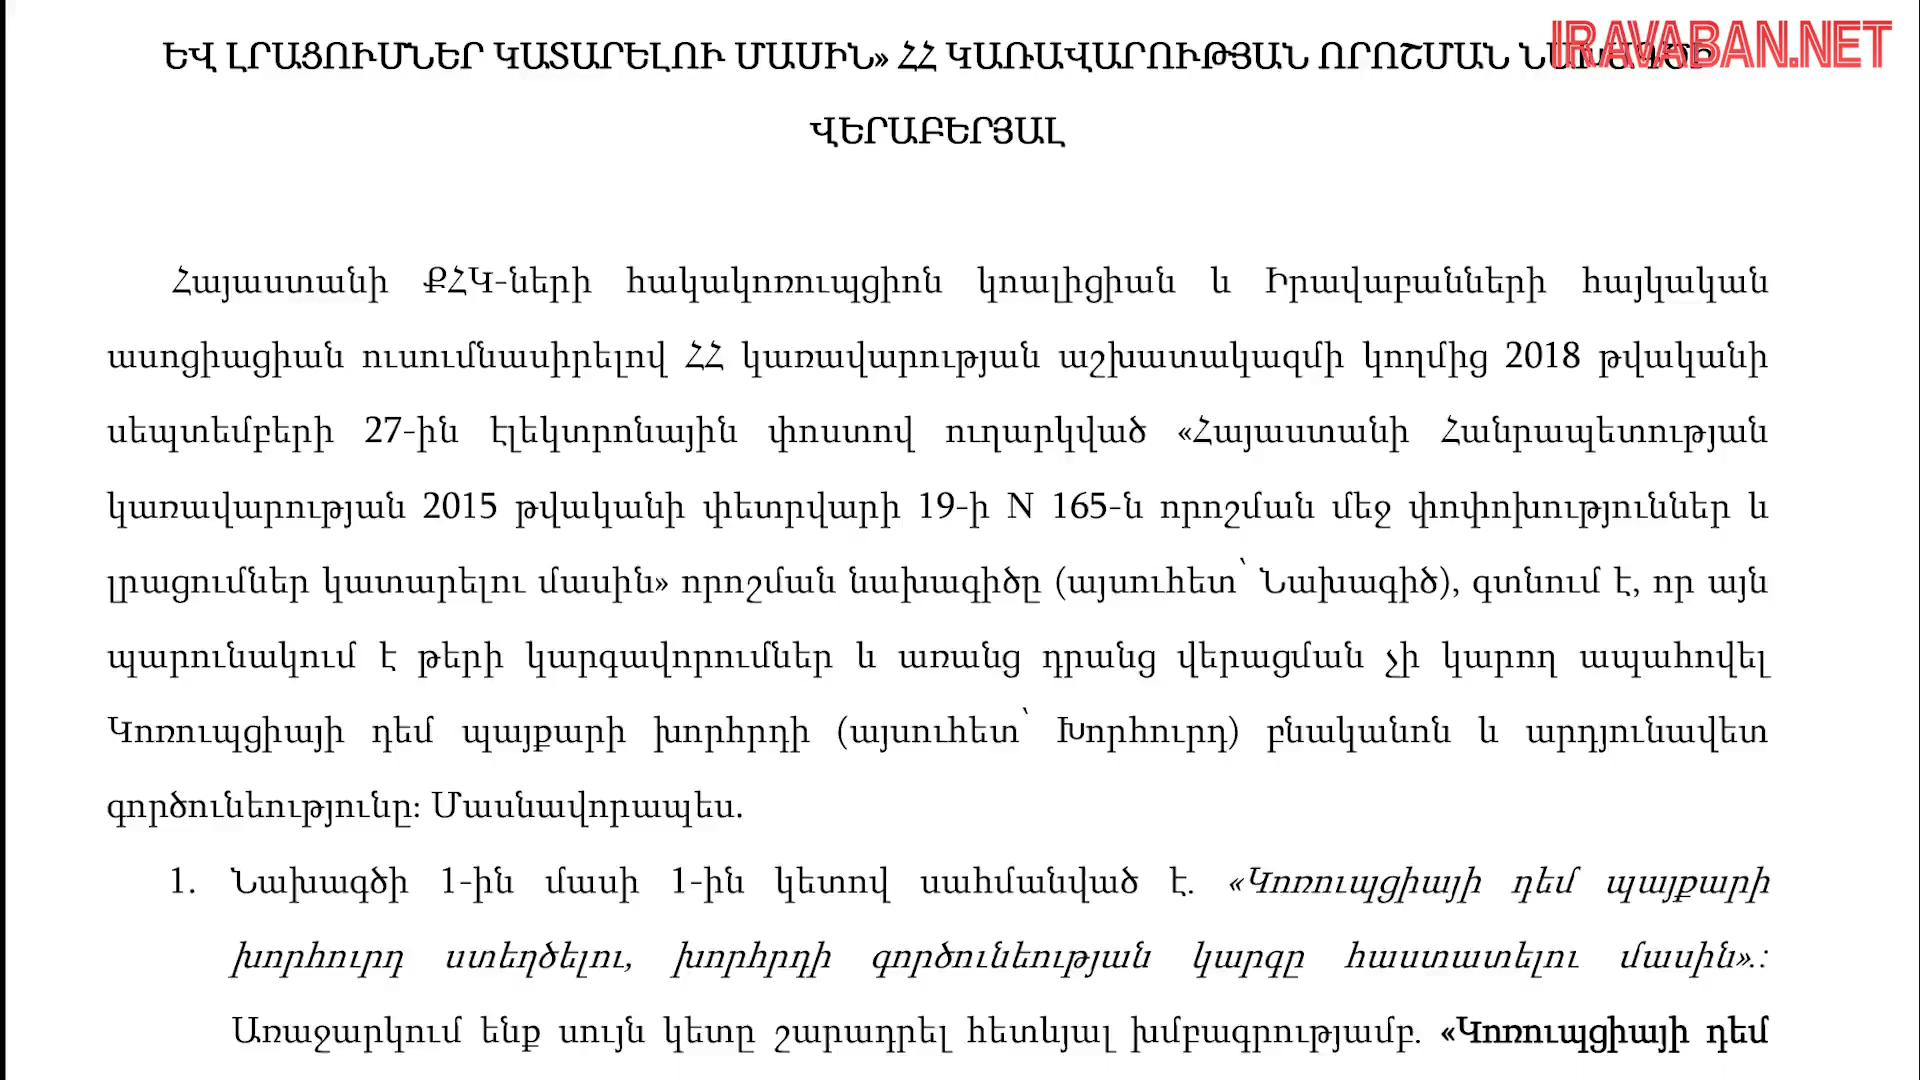 IRAVABAN.NET
ԵՎ ԼՐԱՑՈՒՄՆԵՐ ԿԱՏԱՐԵԼՈՒ ՄԱՍԻՆ» ՀՀ ԿԱՌԱՎԱՐՈՒԹՅԱՆ ՈՐՈՇՄԱՆ
ՎԵՐԱԲԵՐՅԱԼ
Հայաստանի ՔՀԿ-ների հակակոռուպցիոն կոալիցիան և Իրավաբանների հայկական
ասոցիացիան ուսումնասիրելով ՀՀ կառավարության աշխատակազմի կողմից 2018 թվականի
սեպտեմբերի 27-ին էլեկտրոնային փոստով ուղարկված «Հայաստանի Հանրապետության
կառավարության 2015 թվականի փետրվարի 19-ի N 165-ն որոշման մեջ փոփոխություններ և
լրացումներ կատարելու մասին» որոշման նախագիծը (այսուհետ՝ Նախագիծ), գտնում է, որ այն
պարունակում է թերի կարգավորումներ և առանց դրանց վերացման չի կարող ապահովել
Կոռուպցիայի դեմ պայքարի խորհրդի (այսուհետ՝ Խորհուրդ) բնականոն և արդյունավետ
գործունեությունը։ Մասնավորապես.
1. Նախագծի 1-ին մասի 1-ին կետով սահմանված է. «Կոռուպցիայի դեմ պայքարի
խորհուրդ ստեղծելու, խորհրդի գործունեության կարգը հաստատելու մասին».:
Առաջարկում ենք սույն կետը շարադրել հետևյալ խմբագրությամբ. «Կոռուպցիայի դեմ